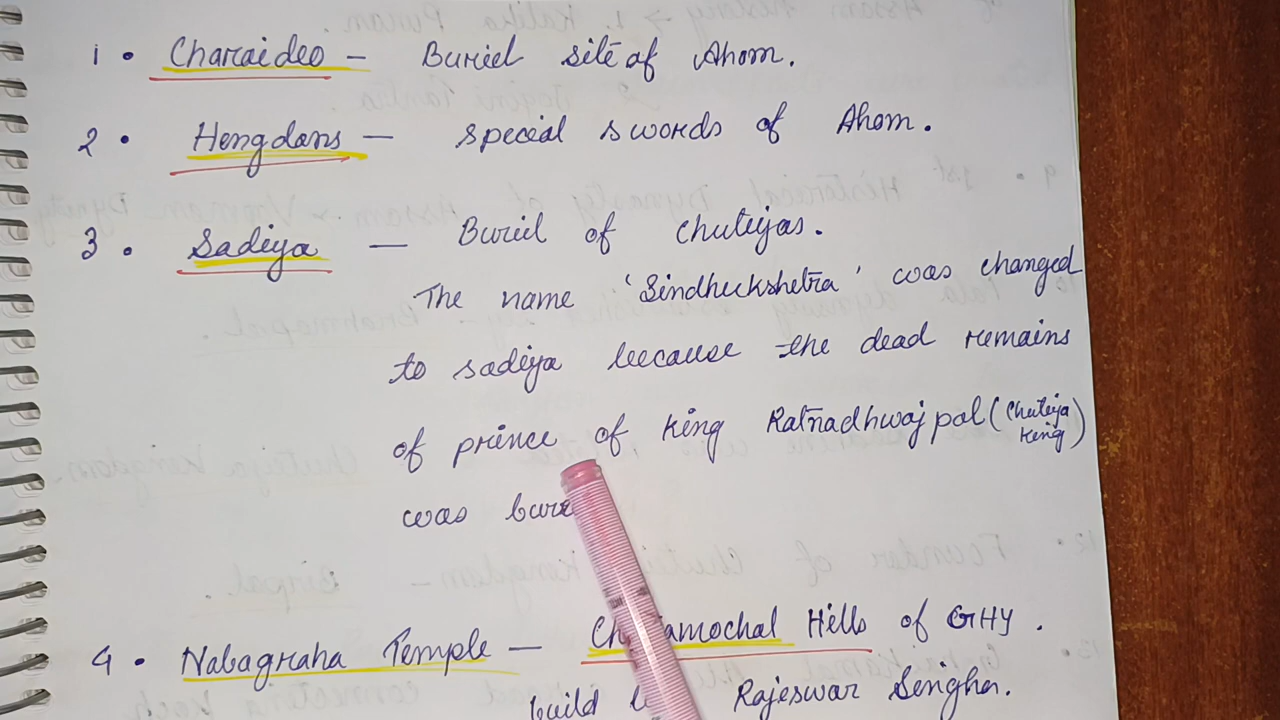 1 • Charaideo - Buriel site of Ahom.
2 • Hengdans - special swords of Ahom.
3 • Sadiya - Buriel of chutiyas.
The name 'Sindhukshetra' was changed
to sadiya because the dead remains
of prince of king Ratnadhwajpal (Chutiya king)
was
4 • Nabagraha Temple - Hills of GHY.
build Rajeswar Singha.